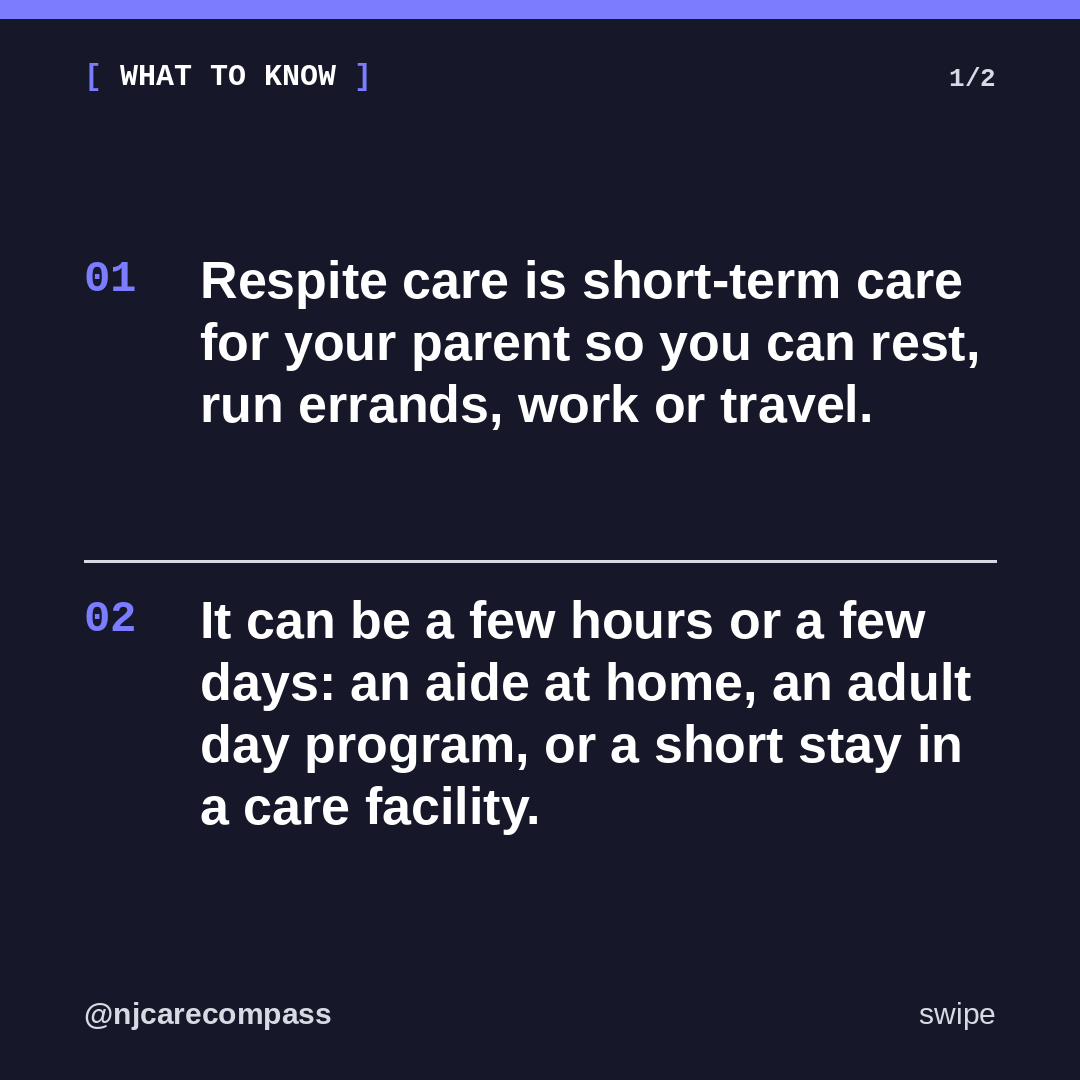 [ WHAT TO KNOW ]
1/2
01
Respite care is short-term care
for your parent so you can rest,
run errands, work or travel.
02
It can be a few hours or a few
days: an aide at home, an adult
day program, or a short stay in
a care facility.
@njcarecompass
swipe